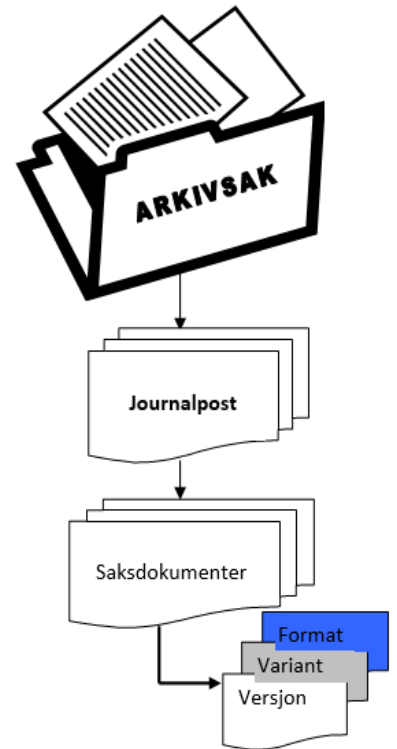 ARKIVSAK
Journalpost
Saksdokumenter
Format
Variant
Versjon